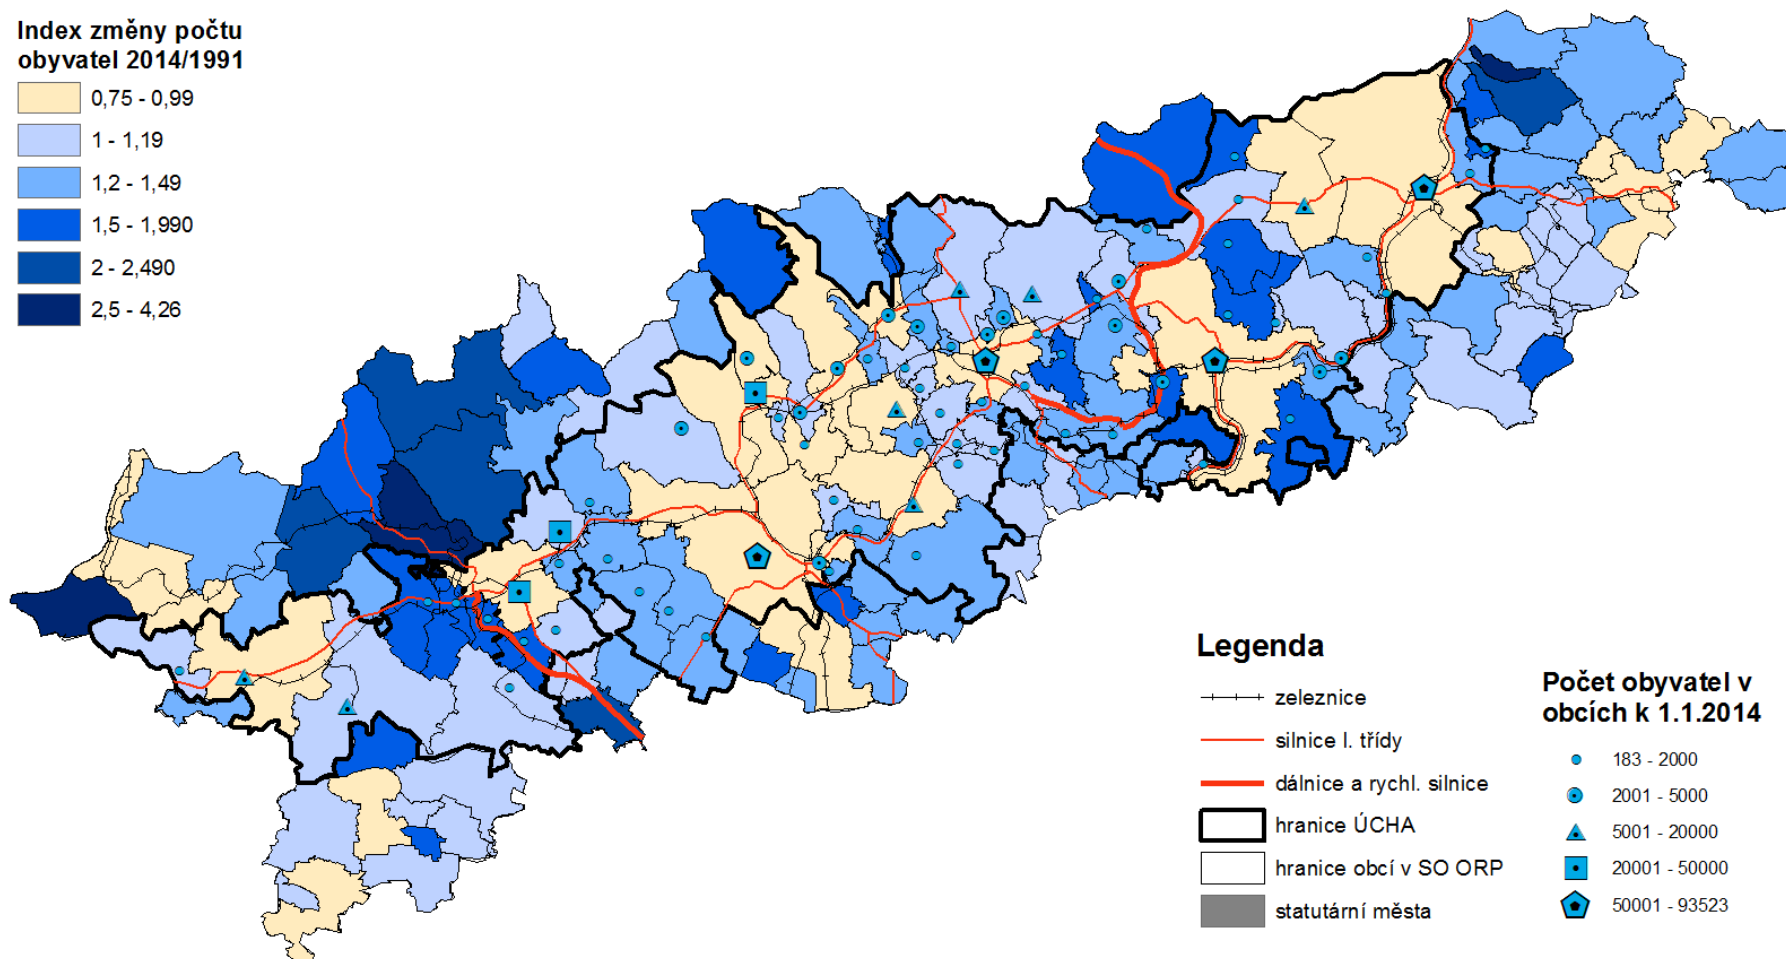 Index změny počtu
obyvatel 2014/1991
0,75 - 0,99
1 - 1,19
1,2 - 1,49
1,5 - 1,990
2 - 2,490
2,5 - 4,26
Legenda
zeleznice
silnice I. třídy
dálnice a rychl. silnice
hranice ÚCHA
hranice obcí v SO ORP
statutární města
Počet obyvatel v
obcích k 1.1.2014
183 - 2000
2001 - 5000
5001 - 20000
20001 - 50000
50001 - 93523